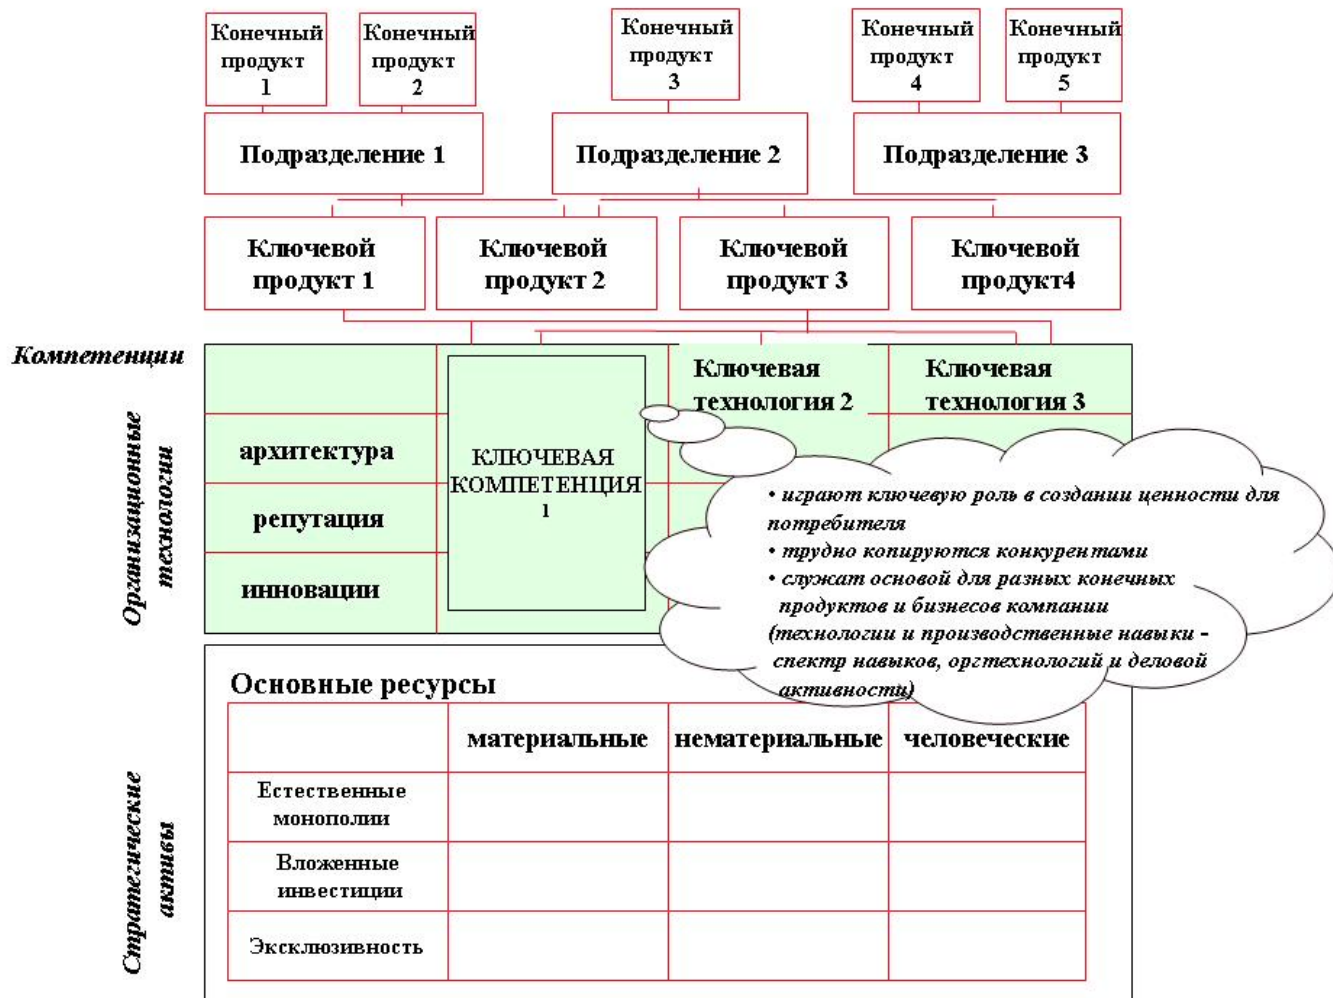 Конечный
продукт
1
Конечный
продукт
2
Конечный
продукт
3
Конечный
продукт
4
Конечный
продукт
5
Подразделение 1
Подразделение 2
Подразделение 3
Ключевой
продукт 1
Ключевой
продукт 2
Ключевой
продукт 3
Ключевой
продукт4
Компетенции
Организационные
технологии
Ключевая
технология 2
Ключевая
технология 3
архитектура
репутация
инновации
КЛЮЧЕВАЯ
КОМПЕТЕНЦИЯ
1
• играют ключевую роль в создании ценности для
потребителя
• трудно копируются конкурентами
• служат основой для разных конечных
продуктов и бизнесов компании
(технологии и производственные навыки -
спектр навыков, оргтехнологий и деловой
активности)
Стратегические
активы
Основные ресурсы
материальные
нематериальные
человеческие
Естественные
монополии
Вложенные
инвестиции
Эксклюзивность